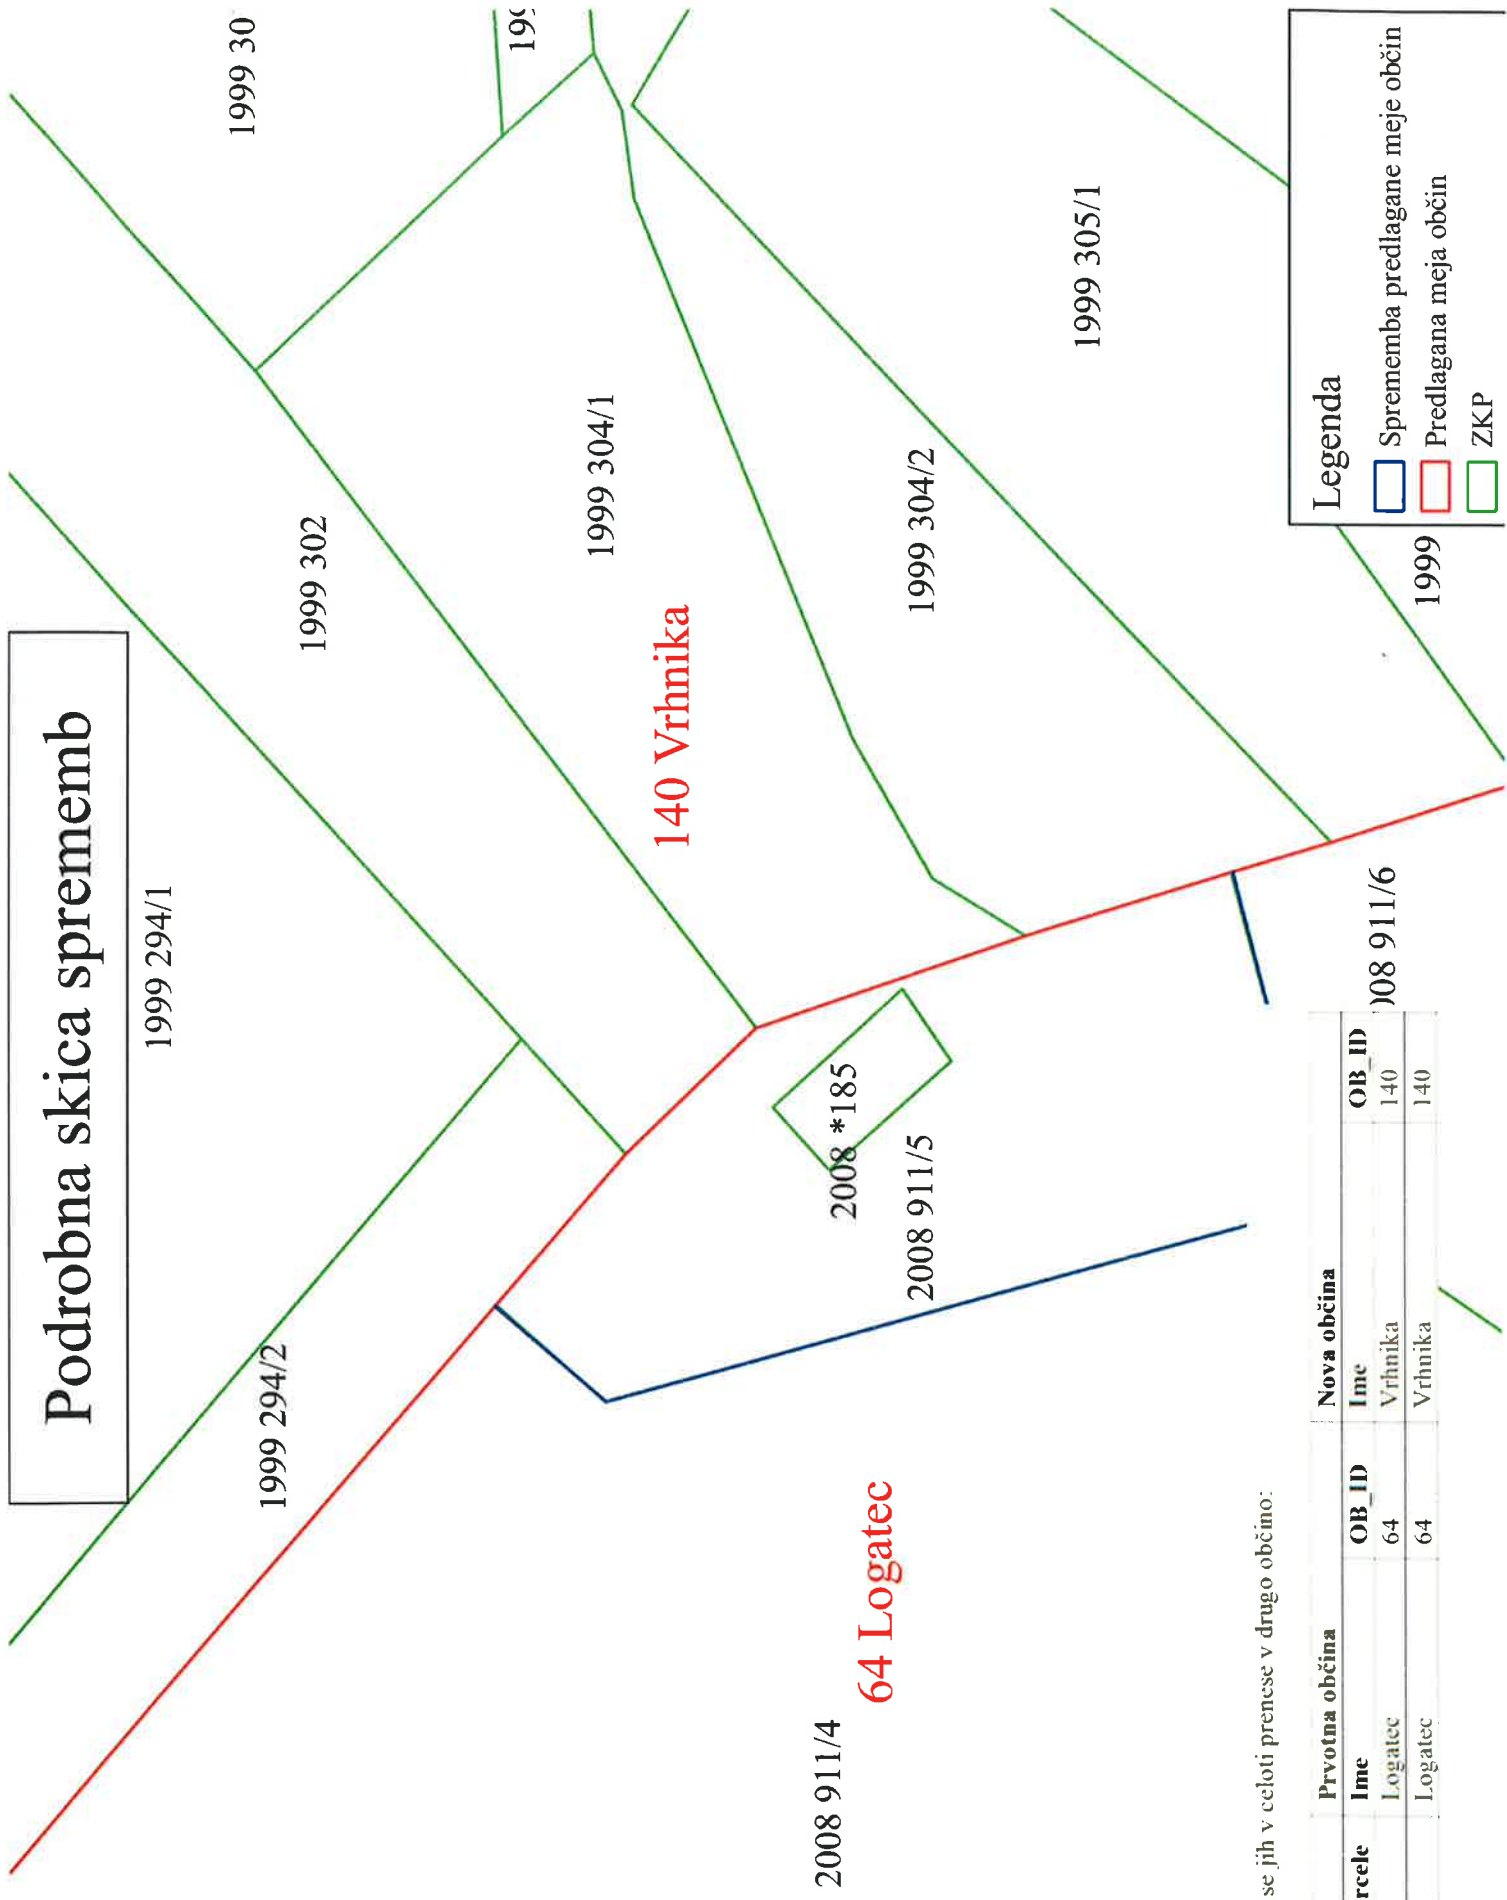 Podrobna skica sprememb
1999 294/1
1999 30
199
1999 294/2
1999 302
1999 304/1
140 Vrhnika
2008 *185
2008 911/5
1999 304/2
1999 305/1
2008 911/4
64 Logatec
008 911/6
1999
Legenda
Sprememba predlagane meje občin
Predlagana meja občin
ZKP
se jih v celoti prenese v drugo občino:
Prvotna občina Nova občina
rcele Ime OB_ID Ime OB_ID
Logatec 64 Vrhnika 140
Logatec 64 Vrhnika 140